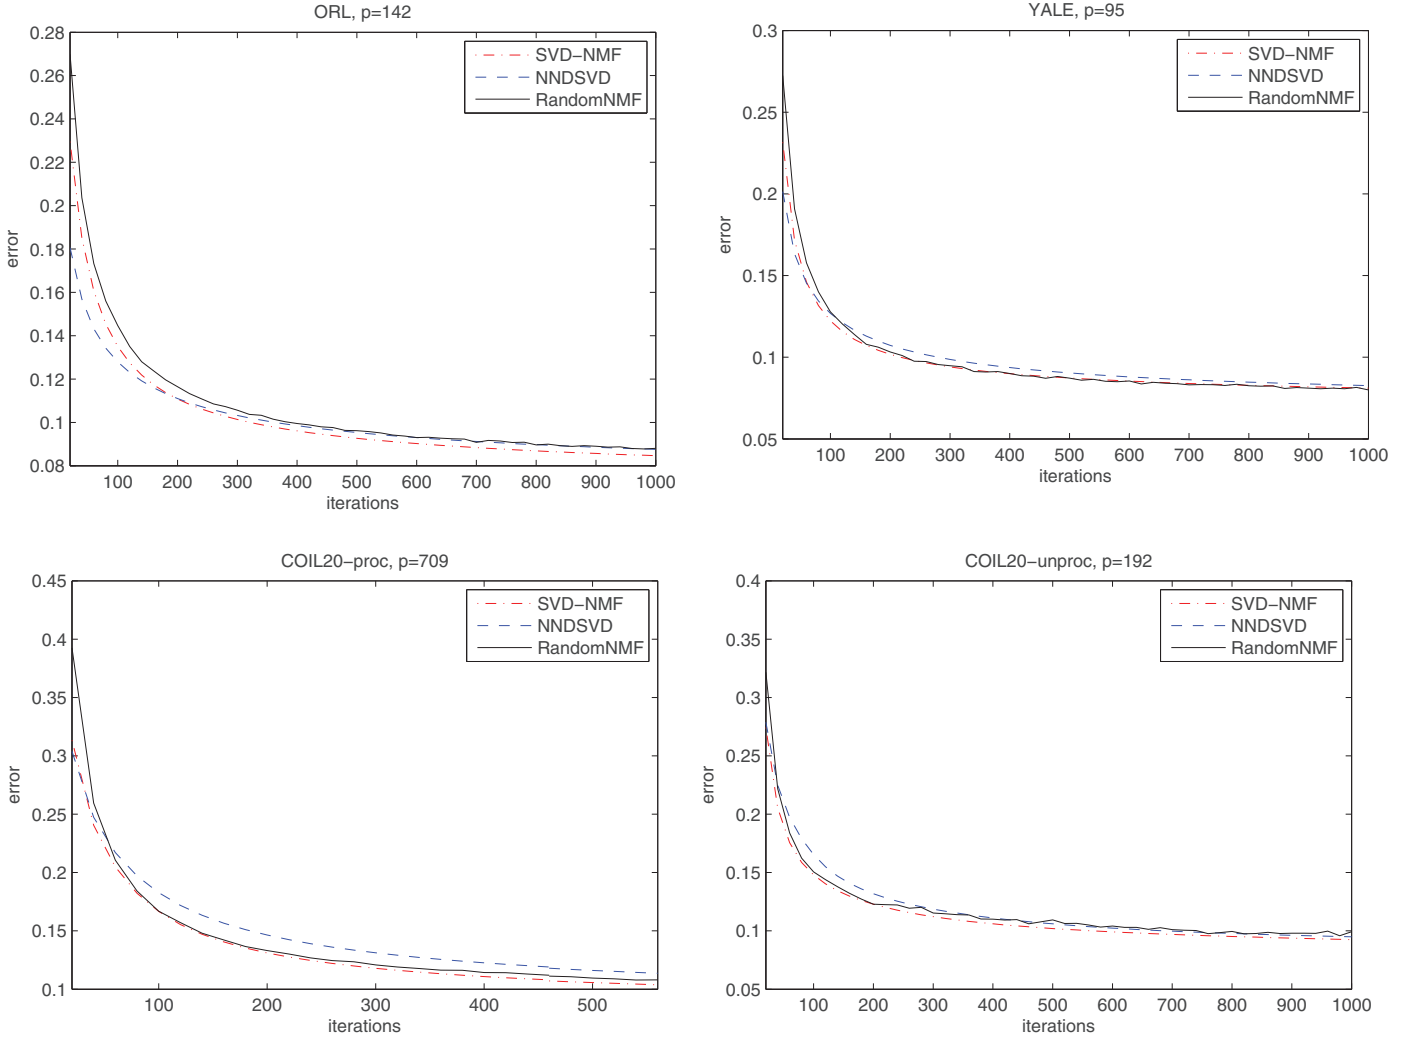 ORL, p=142
0.28
0.26
0.24
0.22
0.2
0.18
0.16
0.14
0.12
0.1
0.08
error
SVD-NMF
NNDSVD
RandomNMF
100 200 300 400 500 600 700 800 900 1000
iterations
YALE, p=95
0.3
0.25
0.2
0.15
0.1
0.05
error
SVD-NMF
NNDSVD
RandomNMF
100 200 300 400 500 600 700 800 900 1000
iterations
COIL20-proc, p=709
0.45
0.4
0.35
0.3
0.25
0.2
0.15
0.1
error
SVD-NMF
NNDSVD
RandomNMF
100 200 300 400 500
iterations
COIL20-unproc, p=192
0.4
0.35
0.3
0.25
0.2
0.15
0.1
0.05
error
SVD-NMF
NNDSVD
RandomNMF
100 200 300 400 500 600 700 800 900 1000
iterations